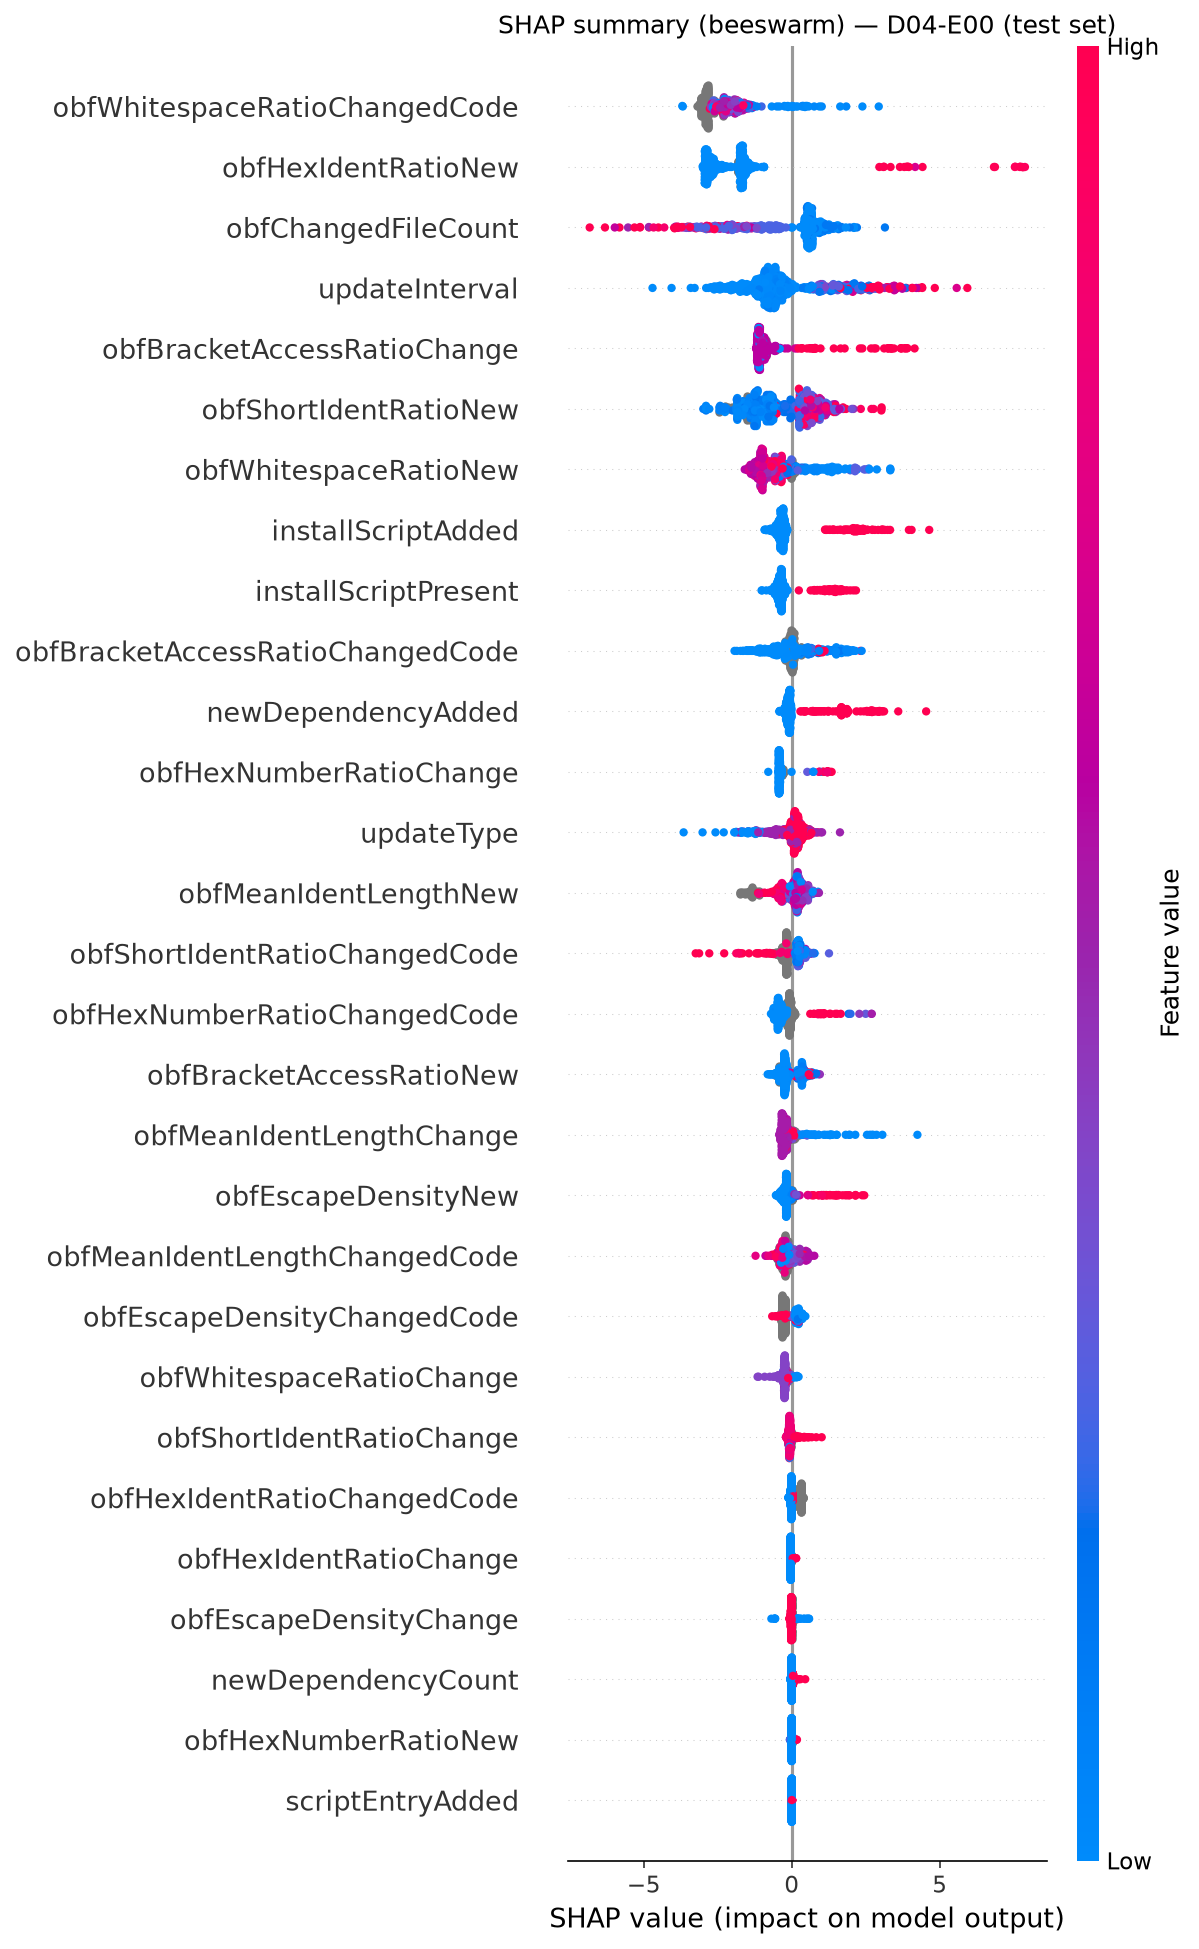 SHAP summary (beeswarm) — D04-E00 (test set)
High
obfWhitespaceRatioChangedCode
obfHexIdentRatioNew
obfChangedFileCount
updateInterval
obfBracketAccessRatioChange
obfShortIdentRatioNew
obfWhitespaceRatioNew
installScriptAdded
installScriptPresent
obfBracketAccessRatioChangedCode
newDependencyAdded
obfHexNumberRatioChange
updateType
obfMeanIdentLengthNew
obfShortIdentRatioChangedCode
obfHexNumberRatioChangedCode
obfBracketAccessRatioNew
obfMeanIdentLengthChange
obfEscapeDensityNew
obfMeanIdentLengthChangedCode
obfEscapeDensityChangedCode
obfWhitespaceRatioChange
obfShortIdentRatioChange
obfHexIdentRatioChangedCode
obfHexIdentRatioChange
obfEscapeDensityChange
newDependencyCount
obfHexNumberRatioNew
scriptEntryAdded
Feature value
Low
−5 0 5
SHAP value (impact on model output)